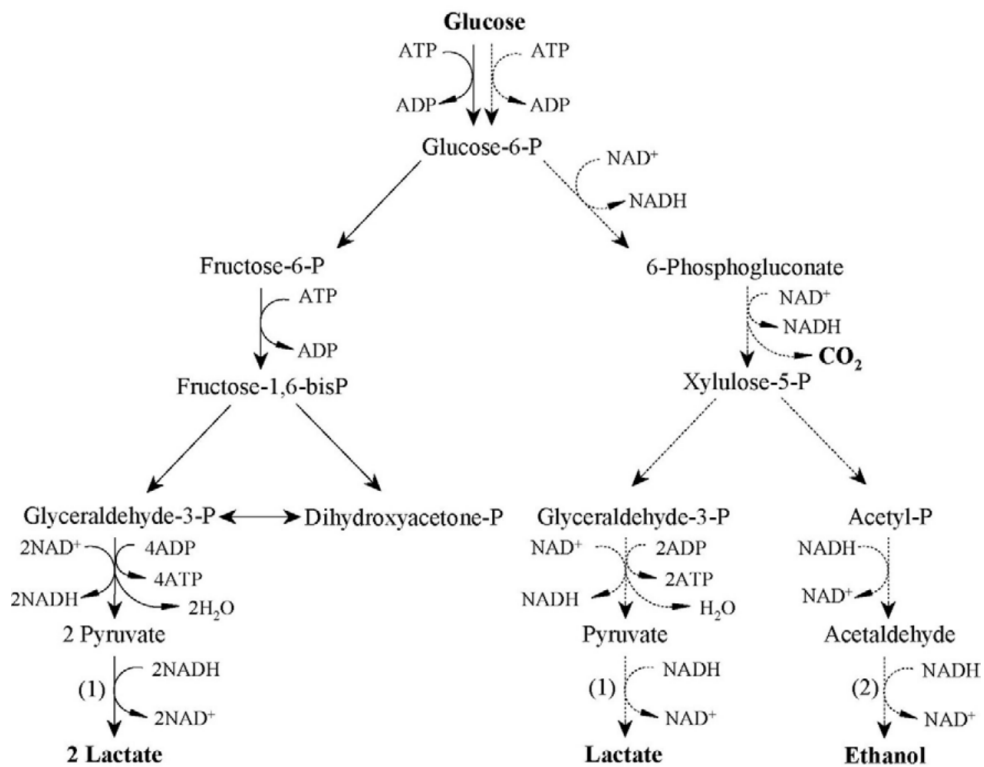 Glucose
ATP ATP
ADP ADP
Glucose-6-P
NAD⁺
NADH
Fructose-6-P 6-Phosphogluconate
ATP NAD⁺
ADP NADH
CO₂
Fructose-1,6-bisP Xylulose-5-P
Glyceraldehyde-3-P Dihydroxyacetone-P Glyceraldehyde-3-P Acetyl-P
2NAD⁺ 4ADP NAD⁺ 2ADP NADH
4ATP 2ATP
2NADH 2H₂O NADH H₂O NAD⁺
2 Pyruvate Pyruvate Acetaldehyde
(1) 2NADH (1) NADH (2) NADH
2NAD⁺ NAD⁺ NAD⁺
2 Lactate Lactate Ethanol